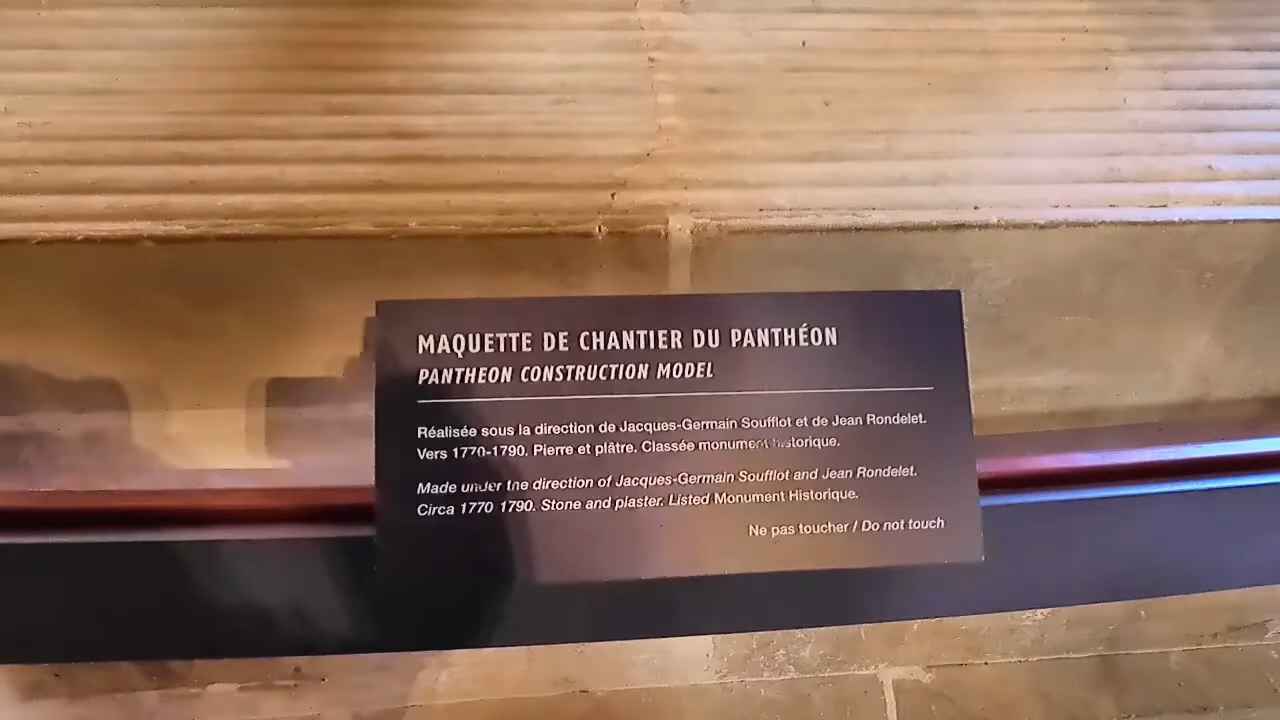 MAQUETTE DE CHANTIER DU PANTHÉON
PANTHEON CONSTRUCTION MODEL
Réalisée sous la direction de Jacques-Germain Soufflot et de Jean Rondelet.
Vers 1770-1790. Pierre et plâtre. Classée monument historique.
Made under the direction of Jacques-Germain Soufflot and Jean Rondelet.
Circa 1770 1790. Stone and plaster. Listed Monument Historique.
Ne pas toucher / Do not touch